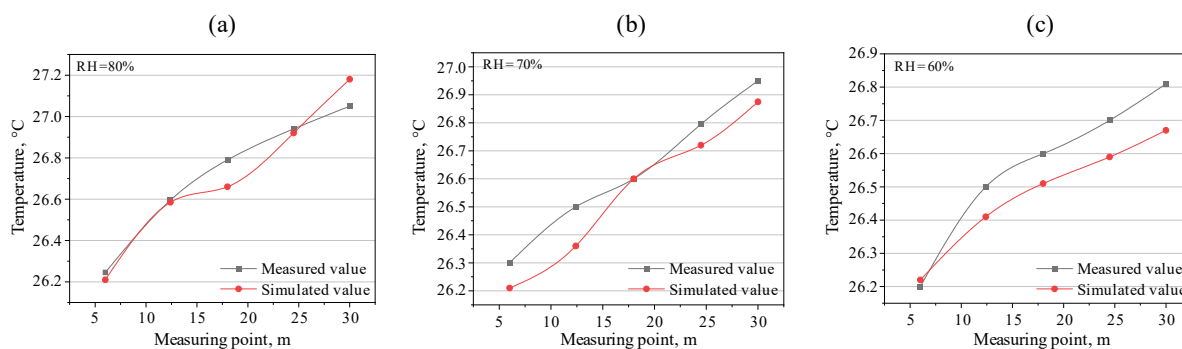 (a)
RH=80%
27.2
27.0
26.8
26.6
26.4
26.2
Temperature, °C
Measured value
Simulated value
5 10 15 20 25 30
Measuring point, m
(b)
RH=70%
27.0
26.9
26.8
26.7
26.6
26.5
26.4
26.3
26.2
Temperature, °C
Measured value
Simulated value
5 10 15 20 25 30
Measuring point, m
(c)
RH=60%
26.9
26.8
26.7
26.6
26.5
26.4
26.3
26.2
Temperature, °C
Measured value
Simulated value
5 10 15 20 25 30
Measuring point, m